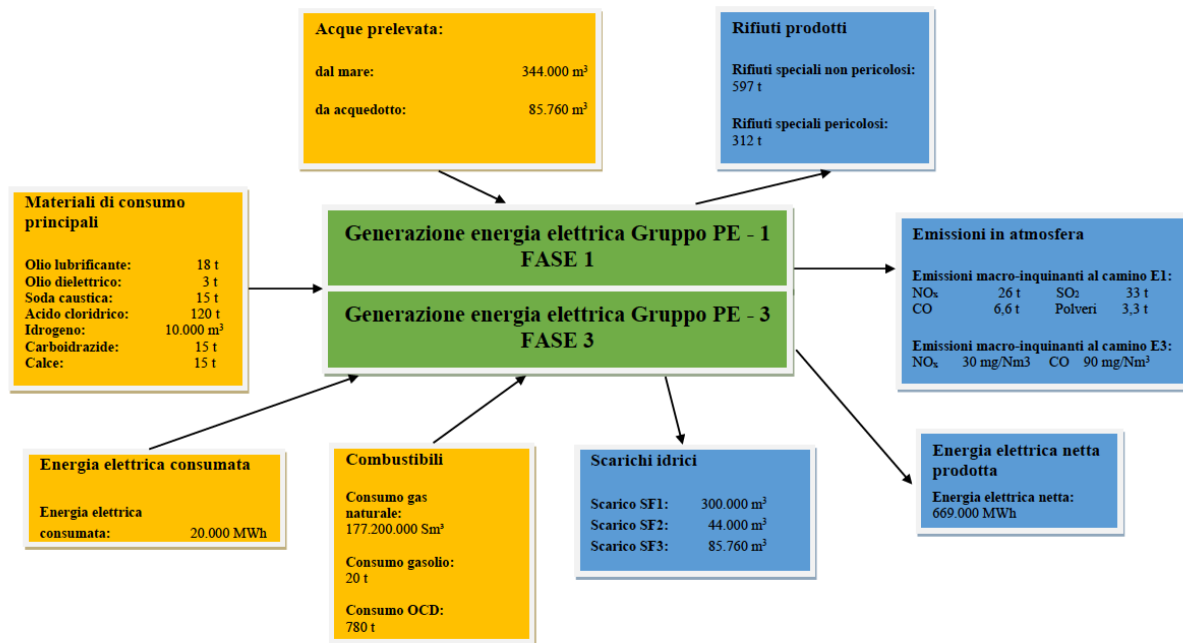 Acque prelevata:
dal mare: 344.000 m³
da acquedotto: 85.760 m³
Rifiuti prodotti
Rifiuti speciali non pericolosi:
597 t
Rifiuti speciali pericolosi:
312 t
Materiali di consumo
principali
Olio lubrificante: 18 t
Olio dielettrico: 3 t
Soda caustica: 15 t
Acido cloridrico: 120 t
Idrogeno: 10.000 m³
Carboidrazide: 15 t
Calce: 15 t
Generazione energia elettrica Gruppo PE - 1
FASE 1
Generazione energia elettrica Gruppo PE - 3
FASE 3
Emissioni in atmosfera
Emissioni macro-inquinanti al camino E1:
NOₓ 26 t SO₂ 33 t
CO 6,6 t Polveri 3,3 t
Emissioni macro-inquinanti al camino E3:
NOₓ 30 mg/Nm3 CO 90 mg/Nm³
Energia elettrica consumata
Energia elettrica
consumata: 20.000 MWh
Combustibili
Consumo gas
naturale:
177.200.000 Sm³
Consumo gasolio:
20 t
Consumo OCD:
780 t
Scarichi idrici
Scarico SF1: 300.000 m³
Scarico SF2: 44.000 m³
Scarico SF3: 85.760 m³
Energia elettrica netta
prodotta
Energia elettrica netta:
669.000 MWh